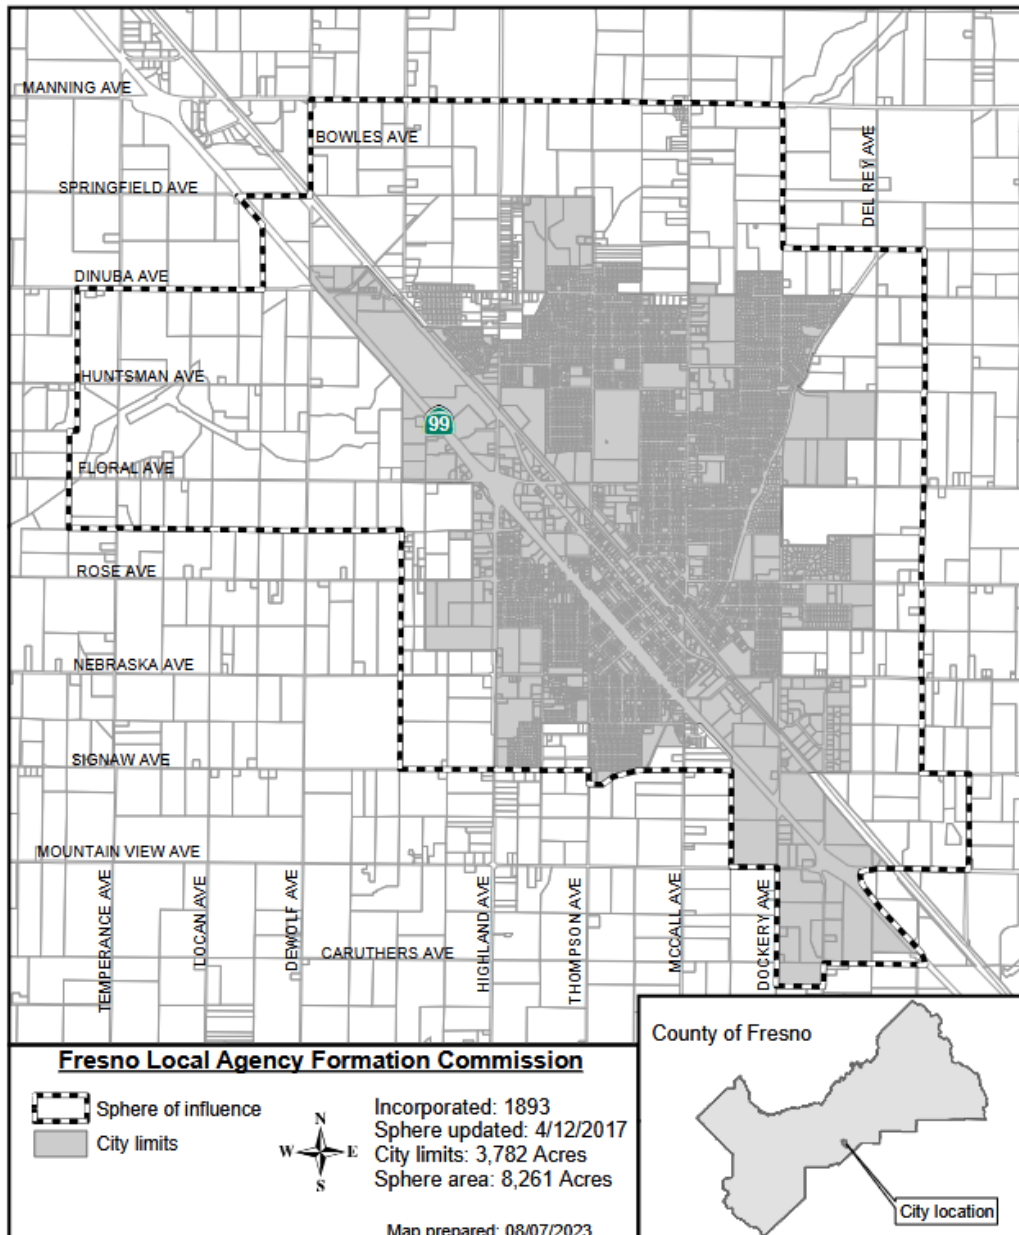 MANNING AVE
BOWLES AVE
DEL REY AVE
SPRINGFIELD AVE
DINUBA AVE
HUNTSMAN AVE
99
FLORAL AVE
ROSE AVE
NEBRASKA AVE
SIGNAW AVE
MOUNTAIN VIEW AVE
TEMPERANCE AVE
LOCAN AVE
DEWOLF AVE
HIGHLAND AVE
THOMPSON AVE
MCCALL AVE
DOCKERY AVE
CARUTHERS AVE
County of Fresno
City location
Fresno Local Agency Formation Commission
Sphere of influence
City limits
N
W E
S
Incorporated: 1893
Sphere updated: 4/12/2017
City limits: 3,782 Acres
Sphere area: 8,261 Acres
Map prepared: 08/07/2023